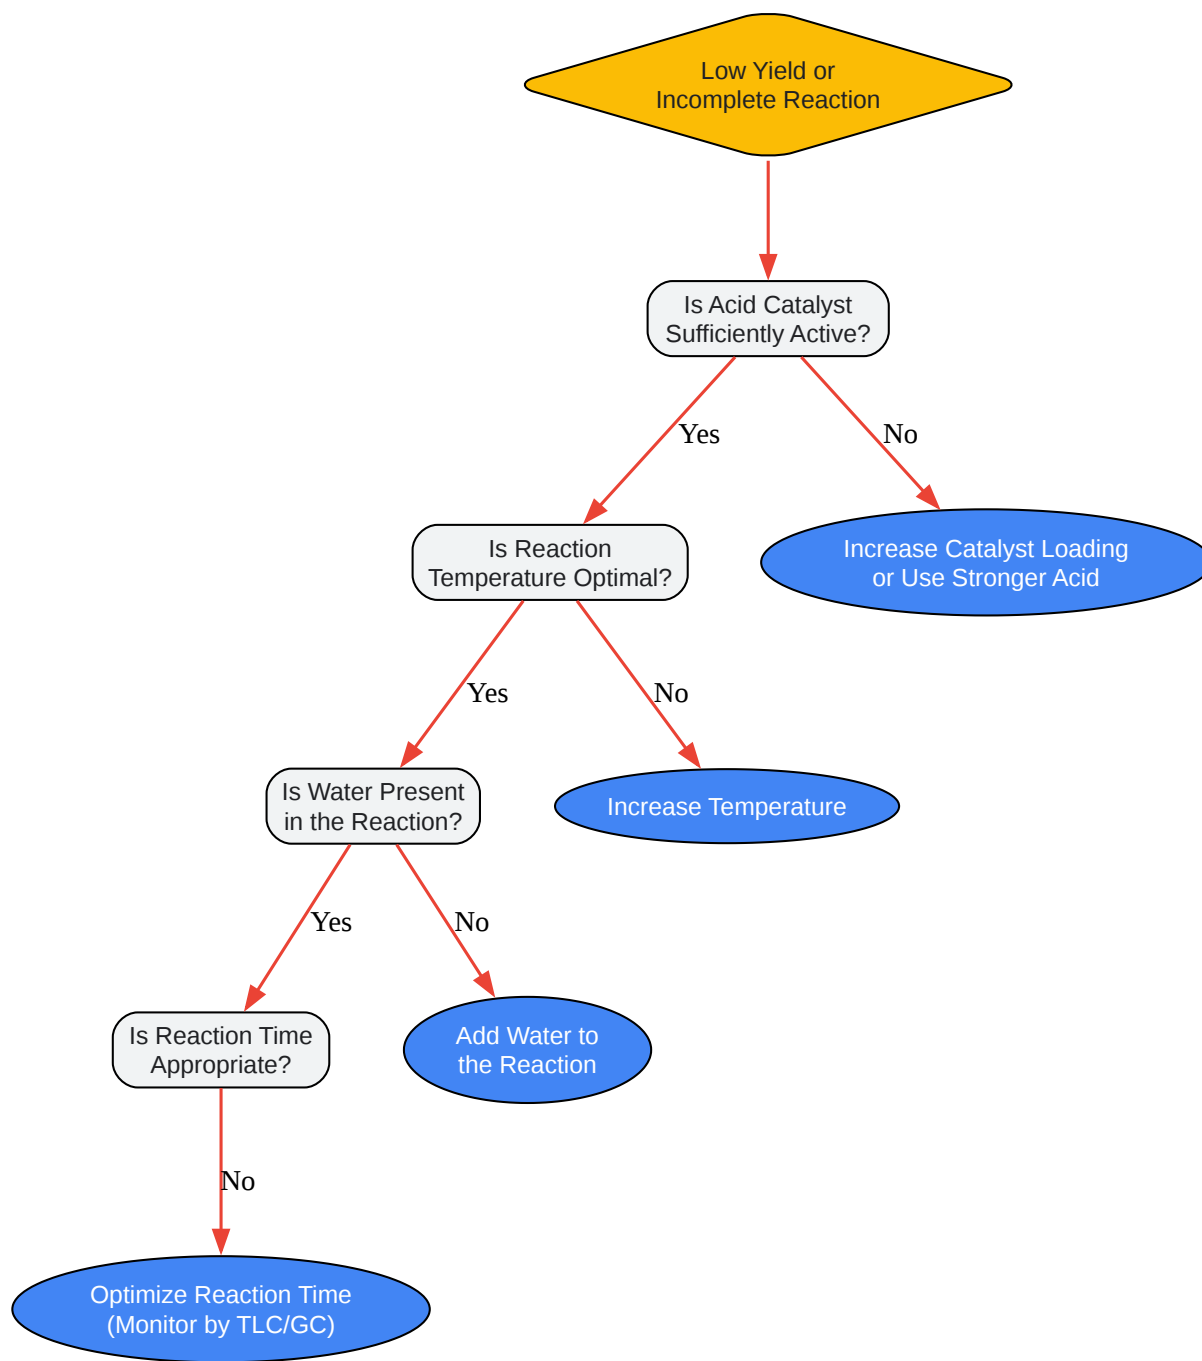 Low Yield or
Incomplete Reaction
Is Acid Catalyst
Sufficiently Active?
Yes
No
Is Reaction
Temperature Optimal?
Increase Catalyst Loading
or Use Stronger Acid
Yes
No
Is Water Present
in the Reaction?
Increase Temperature
Yes
No
Is Reaction Time
Appropriate?
Add Water to
the Reaction
No
Optimize Reaction Time
(Monitor by TLC/GC)